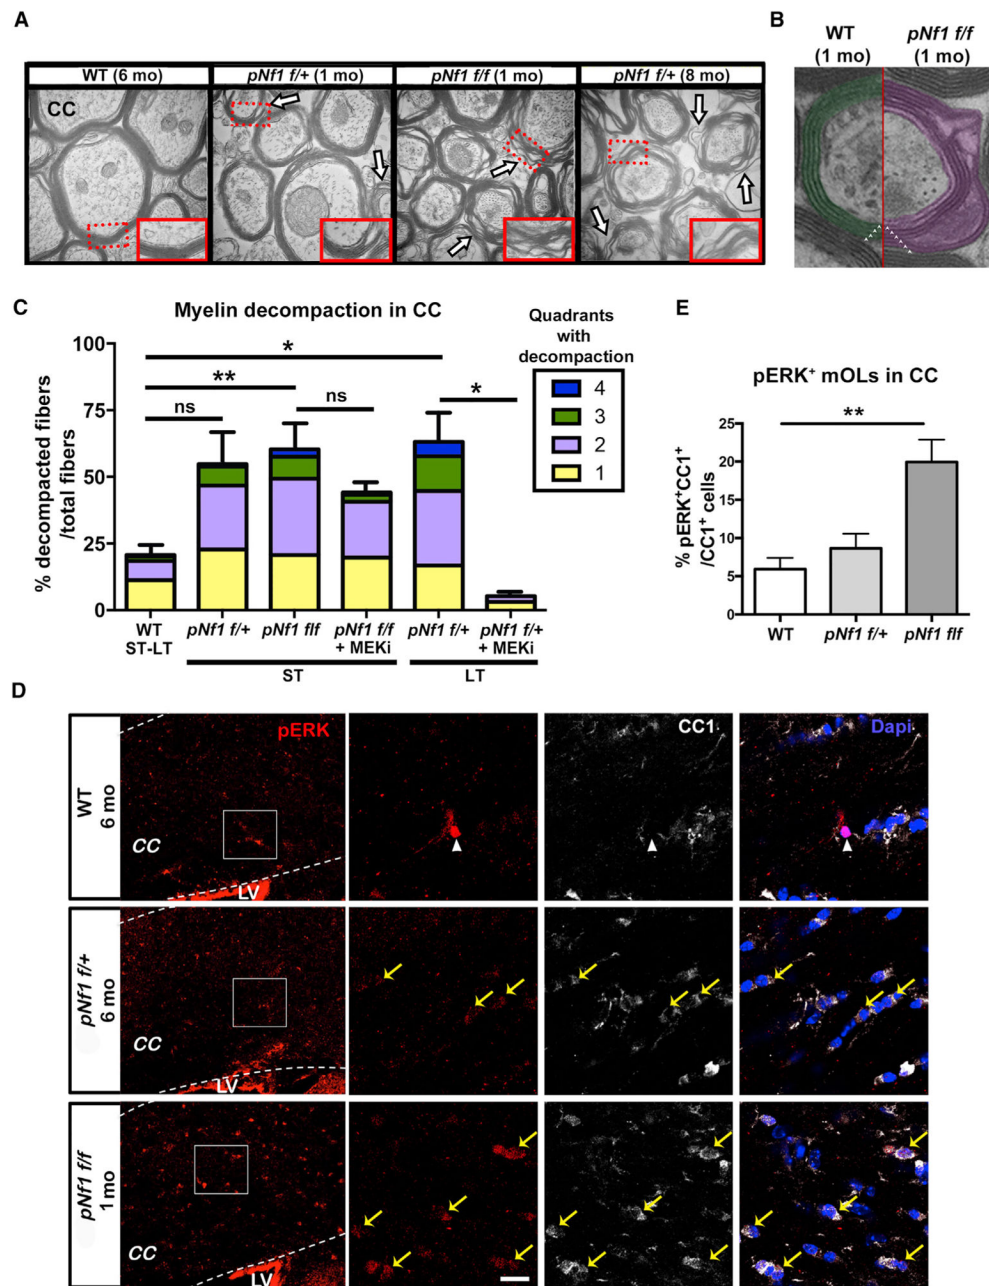 A
WT (6 mo)
pNf1 f/+ (1 mo)
pNf1 f/f (1 mo)
pNf1 f/+ (8 mo)
CC
B
WT
(1 mo)
pNf1 f/f
(1 mo)
C
Myelin decompaction in CC
% decompacted fibers
/total fibers
100
75
50
25
0
*
**
ns
ns
*
Quadrants
with
decompaction
4
3
2
1
WT
ST-LT
pNf1 f/+
pNf1 f/f
pNf1 f/f
+ MEKi
pNf1 f/+
pNf1 f/+
+ MEKi
ST
LT
E
pERK+ mOLs in CC
% pERK+CC1+
/CC1+ cells
25
20
15
10
5
0
**
WT
pNf1 f/+
pNf1 f/f
D
WT
6 mo
pERK
CC1
Dapi
CC
LV
pNf1 f/+
6 mo
CC
LV
pNf1 f/f
1 mo
CC
LV